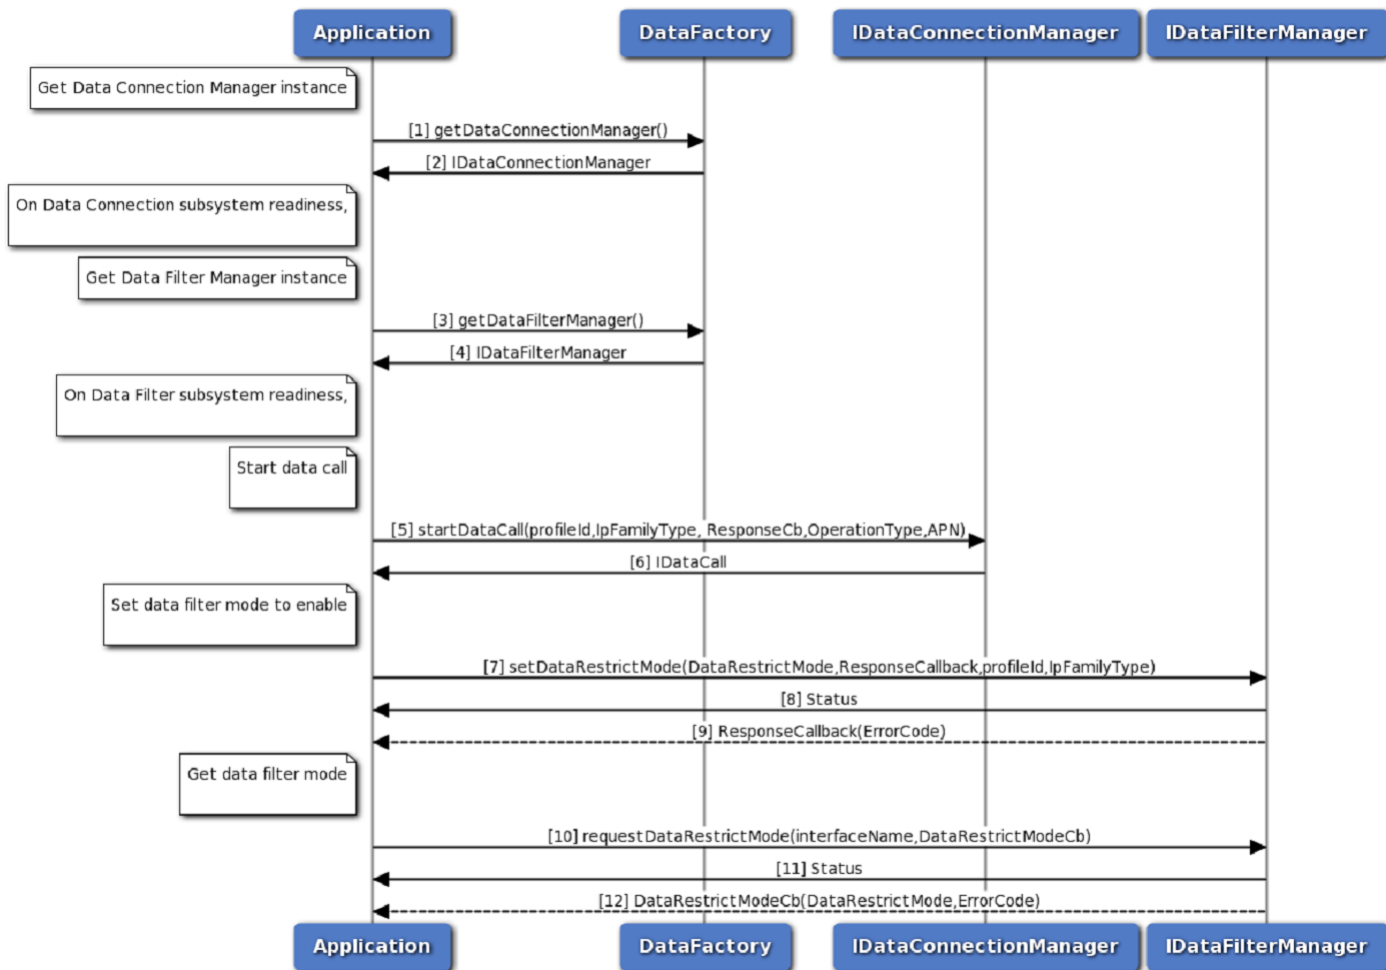 Application
DataFactory
IDataConnectionManager
IDataFilterManager
Get Data Connection Manager instance
[1] getDataConnectionManager()
[2] IDataConnectionManager
On Data Connection subsystem readiness,
Get Data Filter Manager instance
[3] getDataFilterManager()
[4] IDataFilterManager
On Data Filter subsystem readiness,
Start data call
[5] startDataCall(profileId,IpFamilyType, ResponseCb,OperationType,APN)
[6] IDataCall
Set data filter mode to enable
[7] setDataRestrictMode(DataRestrictMode,ResponseCallback,profileId,IpFamilyType)
[8] Status
[9] ResponseCallback(ErrorCode)
Get data filter mode
[10] requestDataRestrictMode(interfaceName,DataRestrictModeCb)
[11] Status
[12] DataRestrictModeCb(DataRestrictMode,ErrorCode)
Application
DataFactory
IDataConnectionManager
IDataFilterManager